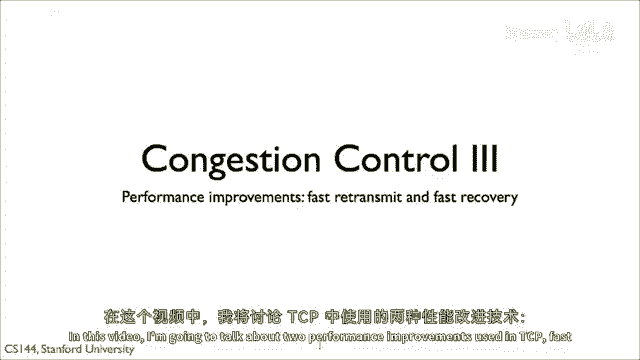 Congestion Control III
Performance improvements: fast retransmit and fast recovery
在这个视频中，我将讨论 TCP 中使用的两种性能改进技术：
In this video, I'm going to talk about two performance improvements used in TCP, fast
CS144, Stanford University